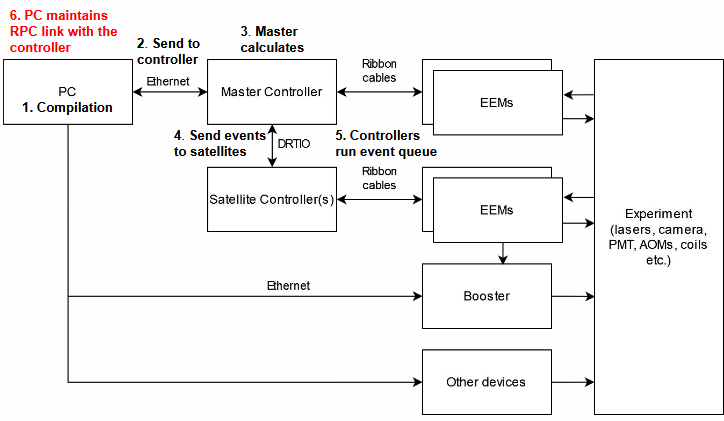 6. PC maintains
RPC link with the
controller
2. Send to
controller
3. Master
calculates
Ethernet
Ribbon
cables
PC
1. Compilation
Master Controller
EEMs
4. Send events
to satellites
DRTIO
5. Controllers
run event queue
Ribbon
cables
Satellite Controller(s)
EEMs
Experiment
(lasers, camera,
PMT, AOMs, coils
etc.)
Ethernet
Booster
Other devices